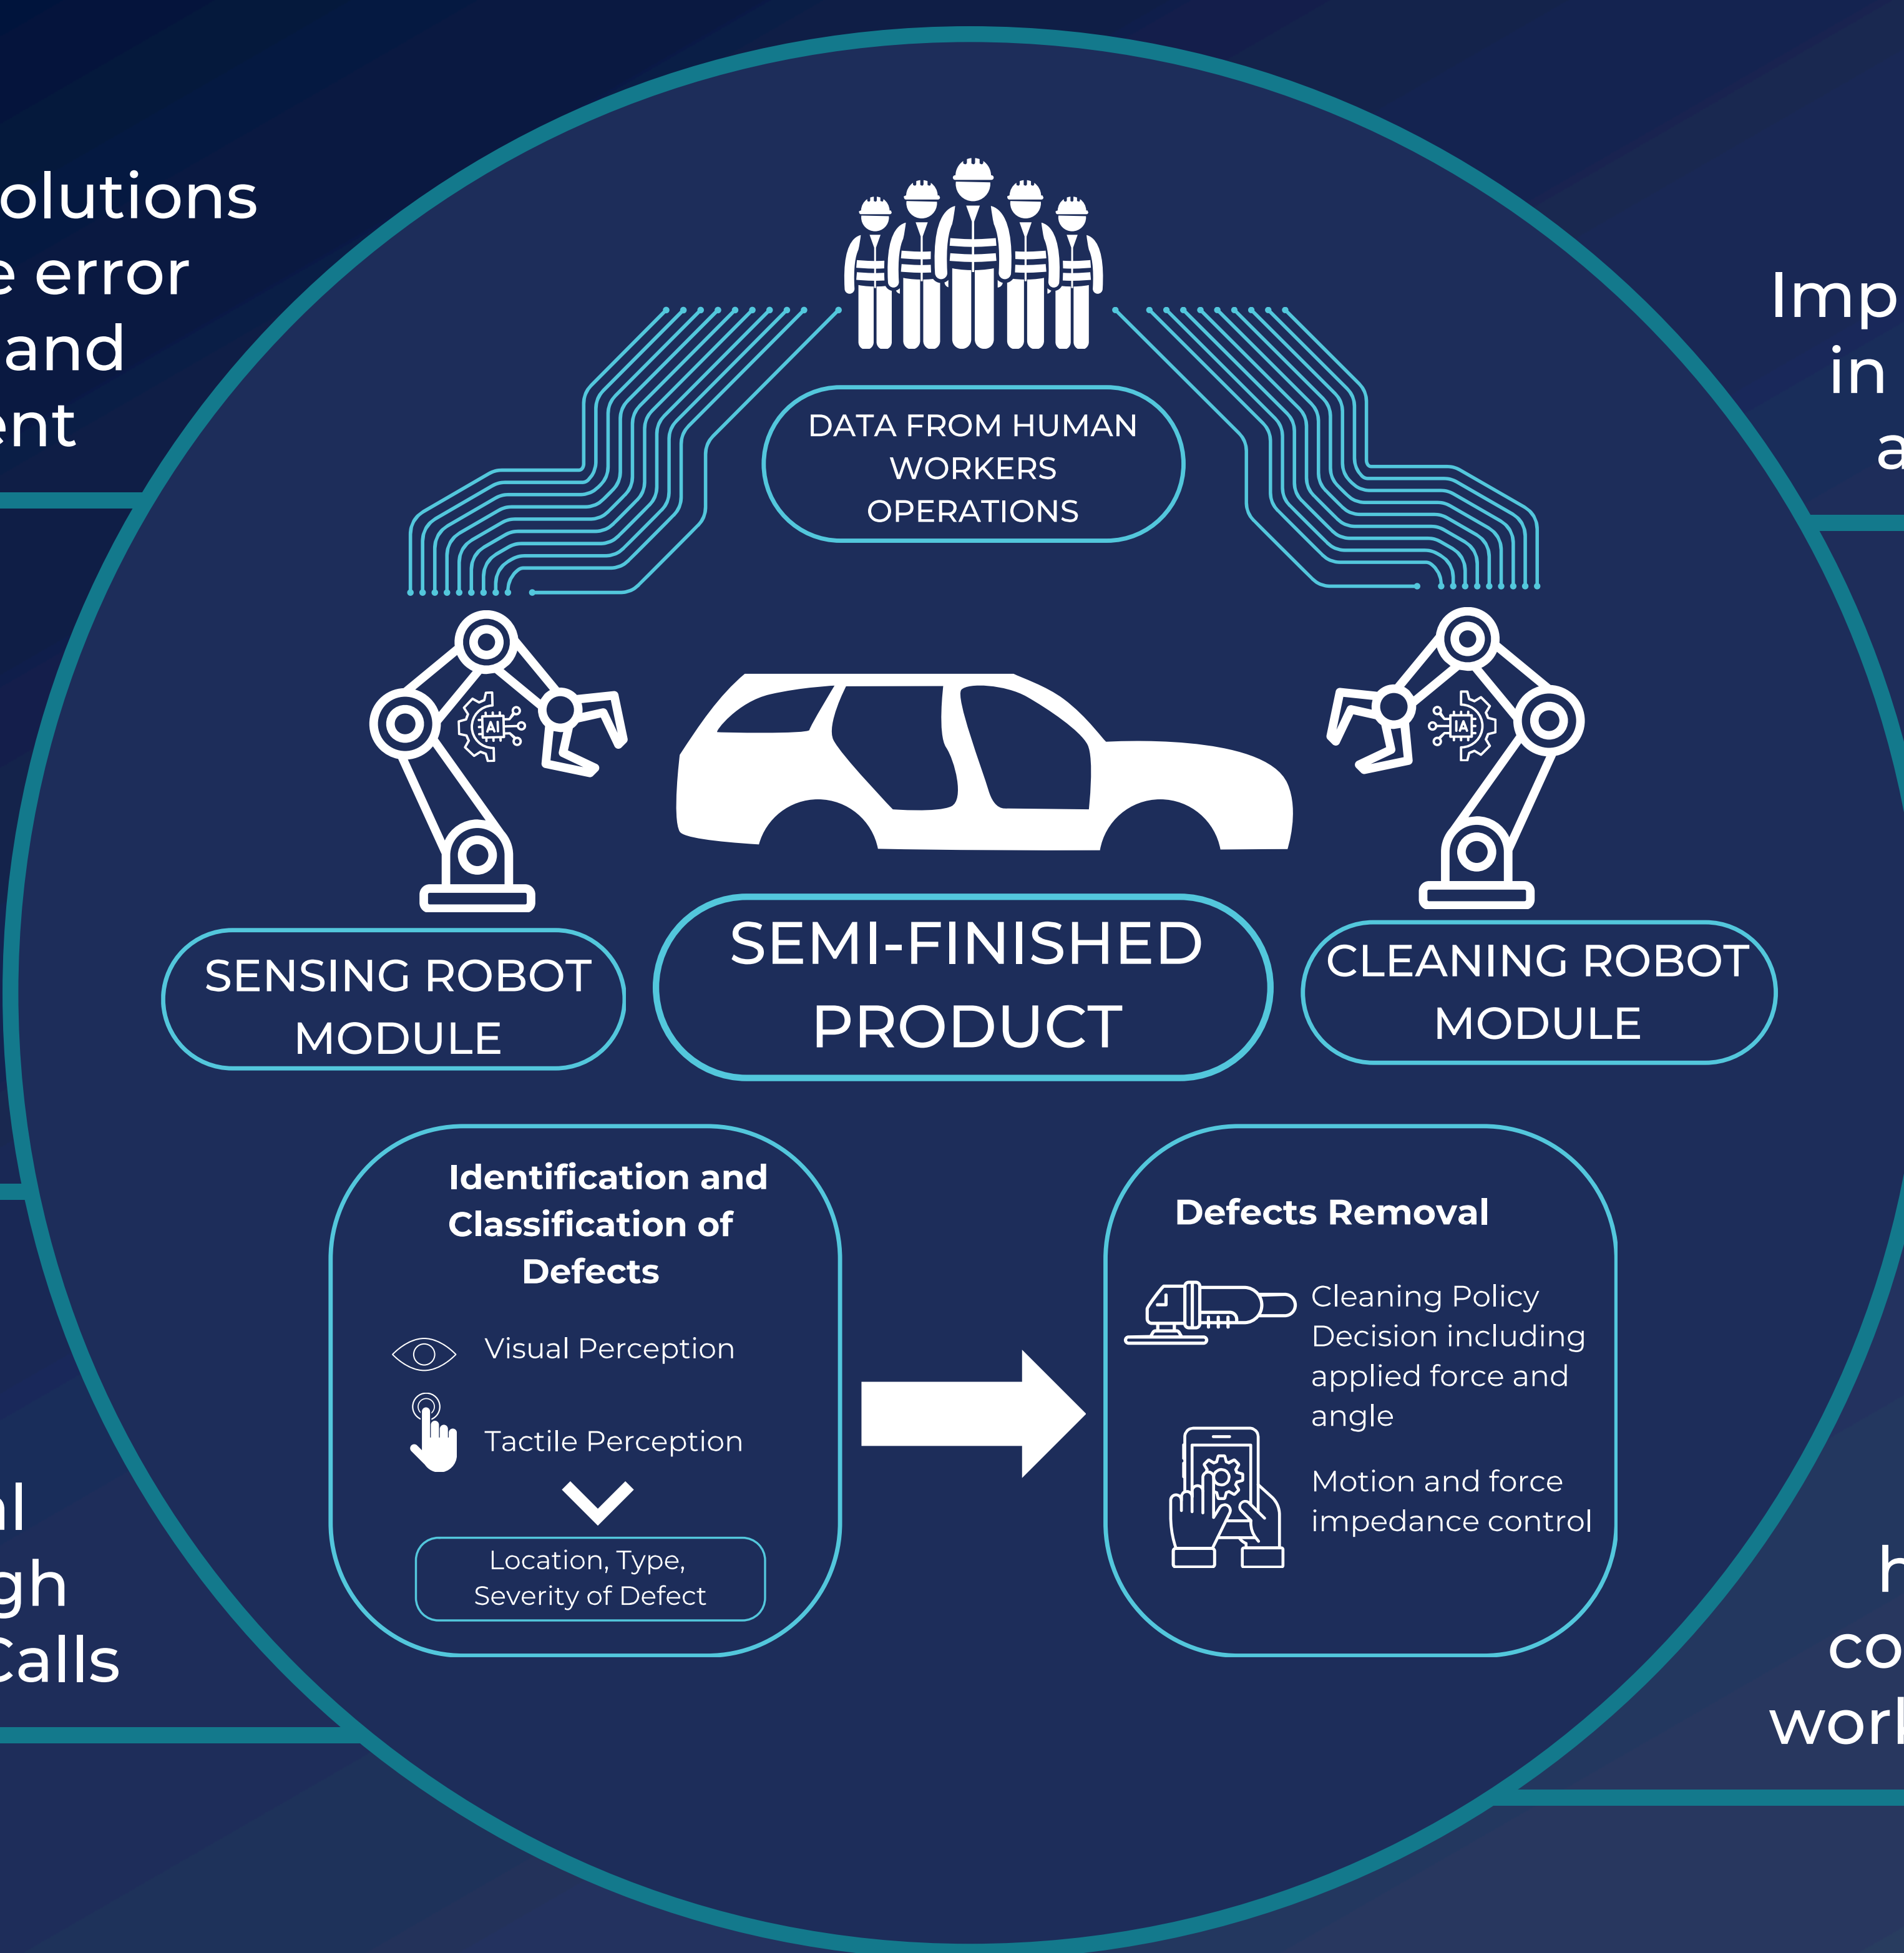 olutions
e error
and
ent
Imp
in
a
DATA FROM HUMAN
WORKERS
OPERATIONS
AI
IA
SENSING ROBOT
MODULE
SEMI-FINISHED
PRODUCT
CLEANING ROBOT
MODULE
Identification and
Classification of
Defects
Visual Perception
Tactile Perception
Location, Type,
Severity of Defect
Defects Removal
Cleaning Policy
Decision including
applied force and
angle
Motion and force
impedance control
al
gh
Calls
h
co
work